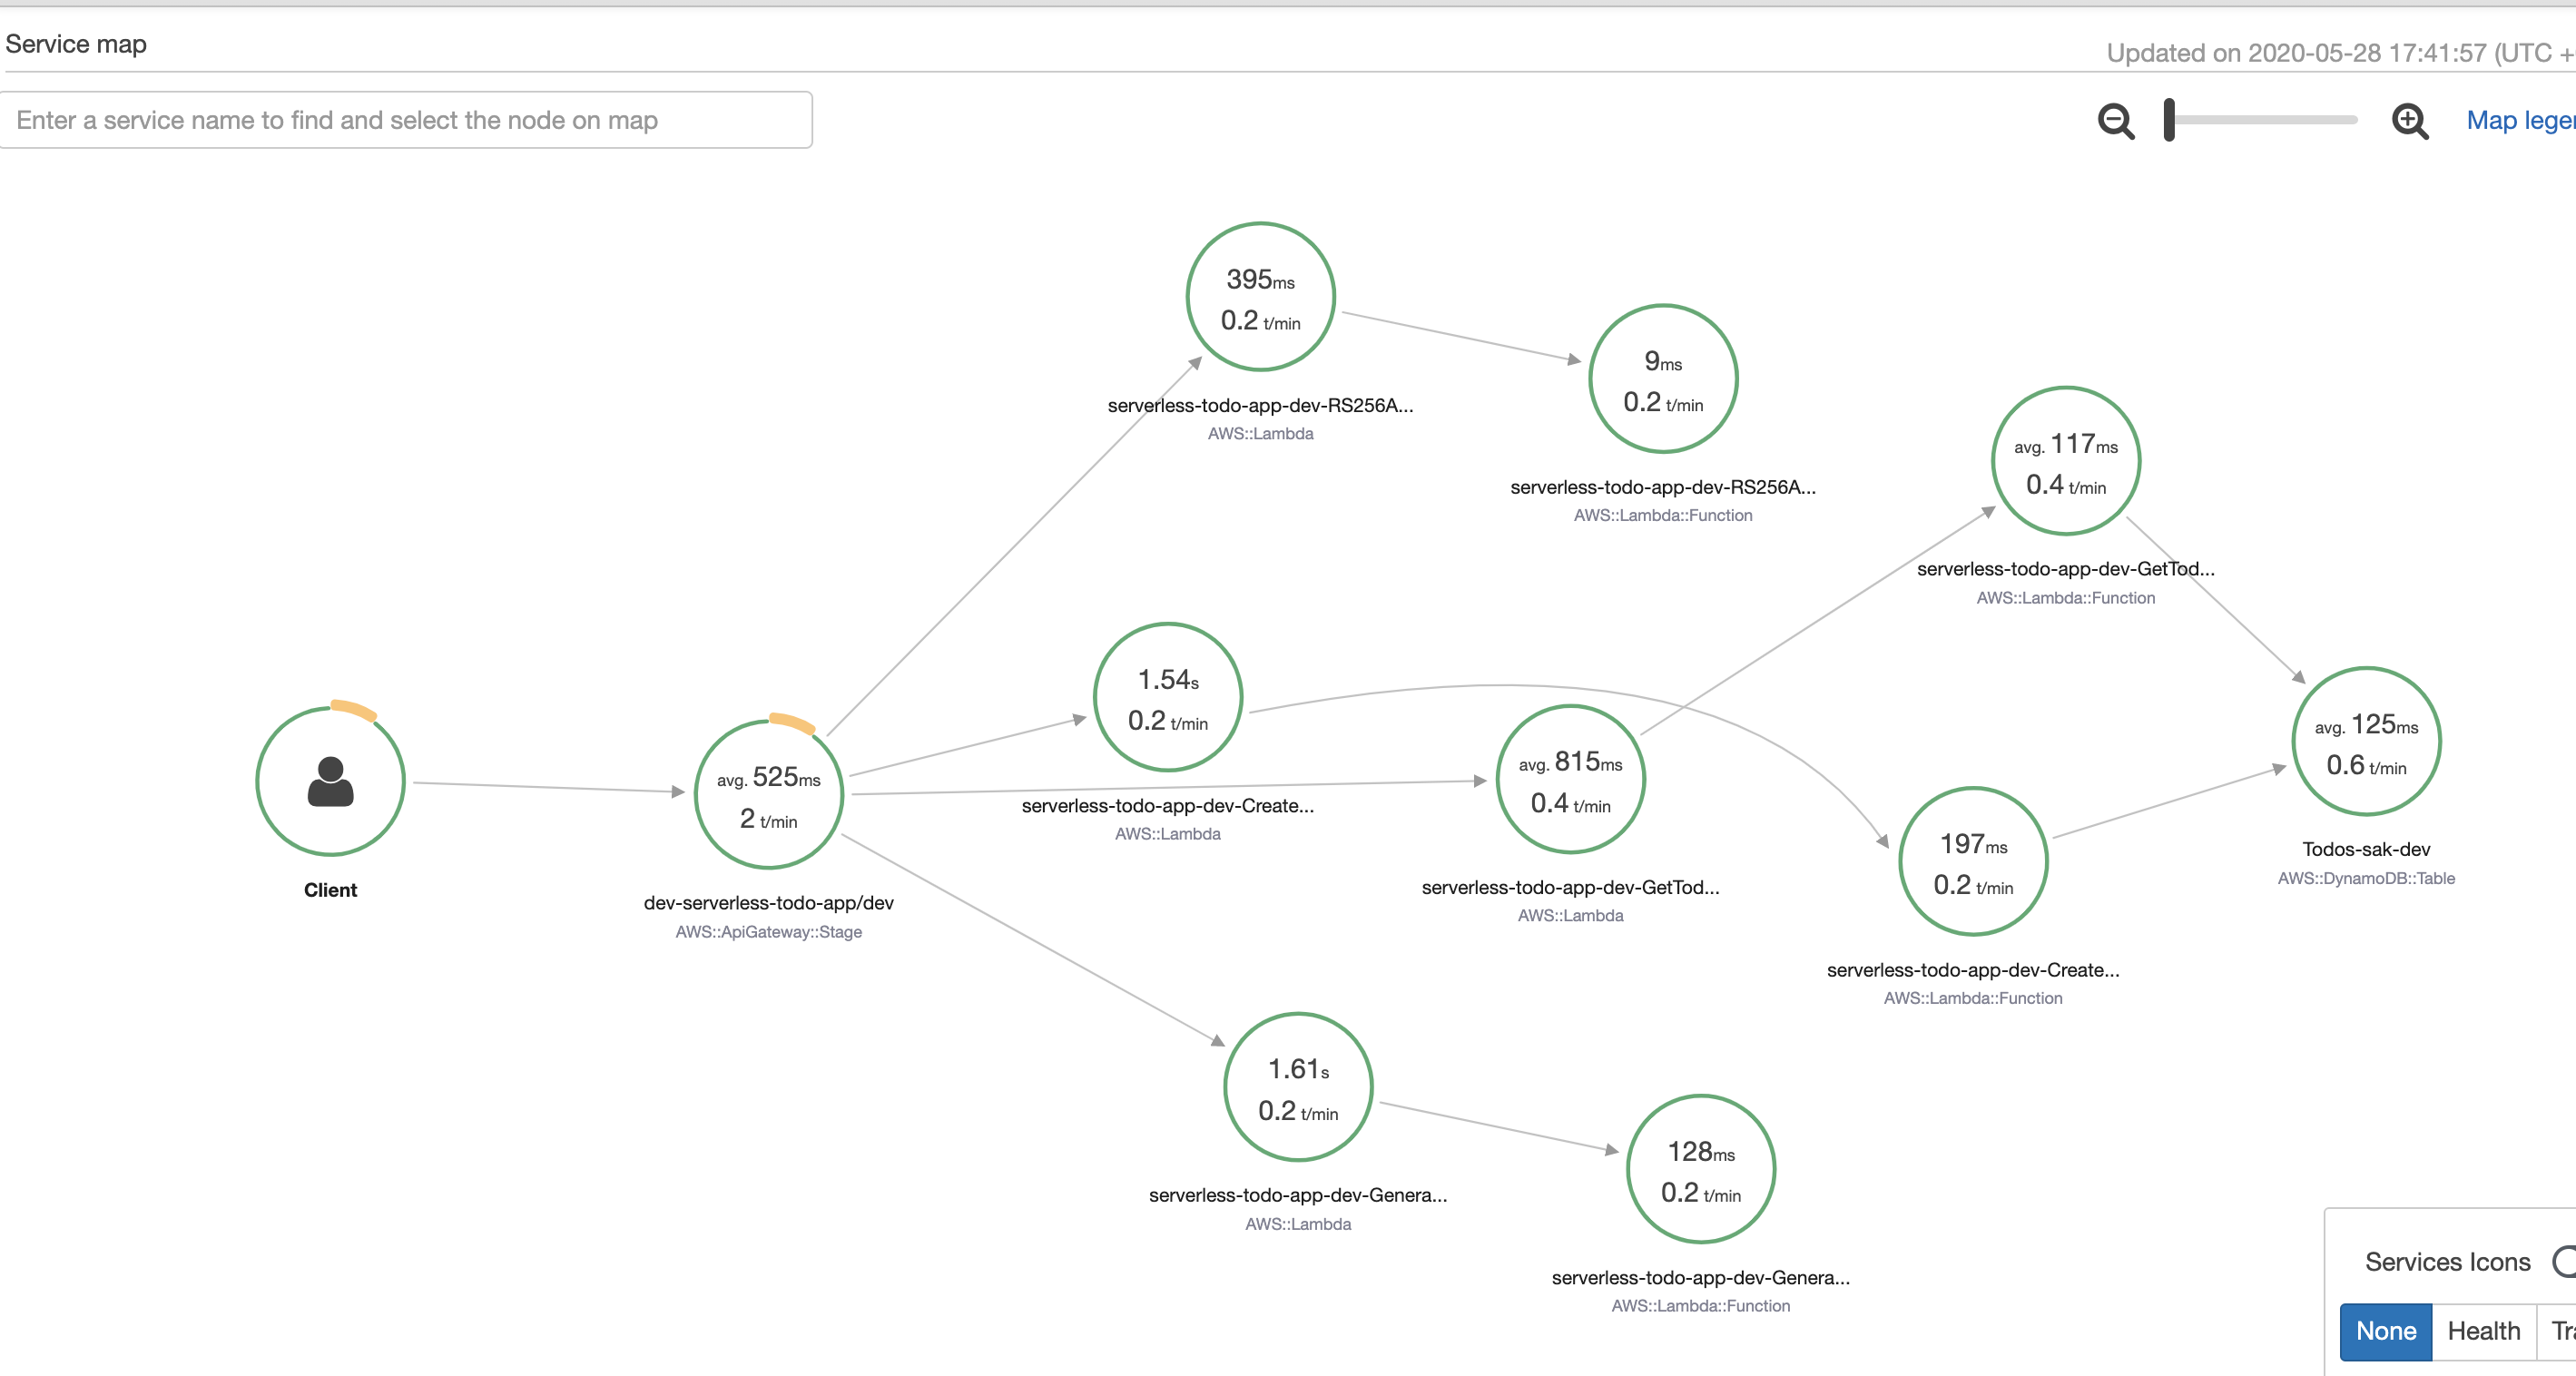 Service map
Updated on 2020-05-28 17:41:57 (UTC +
Enter a service name to find and select the node on map
Map lege
395ms
0.2 t/min
serverless-todo-app-dev-RS256A...
AWS::Lambda
9ms
0.2 t/min
serverless-todo-app-dev-RS256A...
AWS::Lambda::Function
avg. 117ms
0.4 t/min
serverless-todo-app-dev-GetTod...
AWS::Lambda::Function
1.54s
0.2 t/min
serverless-todo-app-dev-Create...
AWS::Lambda
avg. 815ms
0.4 t/min
serverless-todo-app-dev-GetTod...
AWS::Lambda
avg. 125ms
0.6 t/min
Todos-sak-dev
AWS::DynamoDB::Table
Client
avg. 525ms
2 t/min
dev-serverless-todo-app/dev
AWS::ApiGateway::Stage
197ms
0.2 t/min
serverless-todo-app-dev-Create...
AWS::Lambda::Function
1.61s
0.2 t/min
serverless-todo-app-dev-Genera...
AWS::Lambda
128ms
0.2 t/min
serverless-todo-app-dev-Genera...
AWS::Lambda::Function
Services Icons
None Health Tra